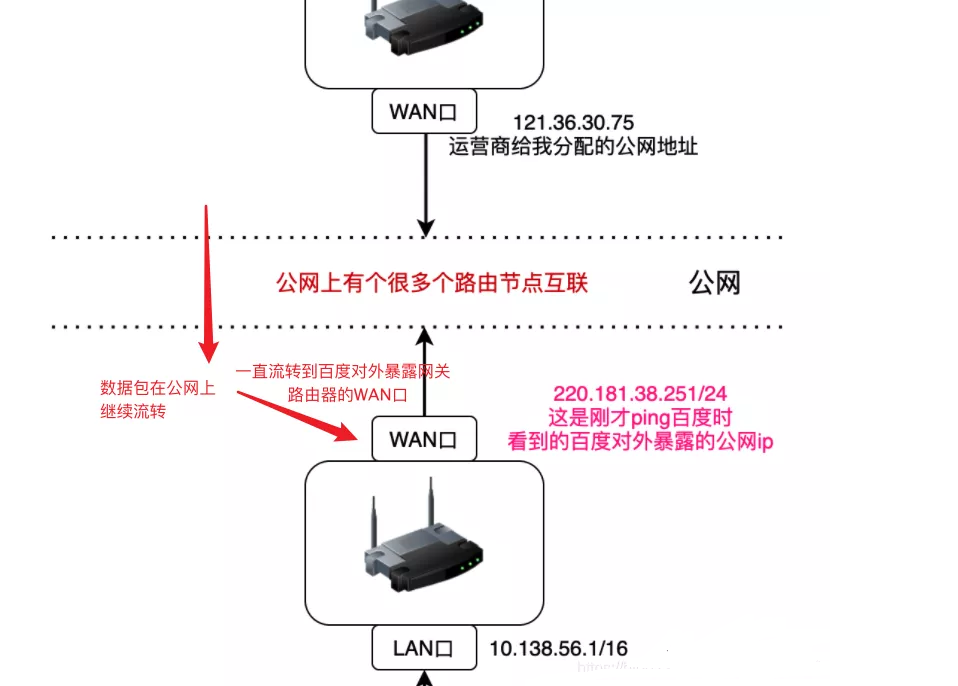 WAN口
121.36.30.75
运营商给我分配的公网地址
公网上有个很多个路由节点互联
公网
数据包在公网上
继续流转
一直流转到百度对外暴露网关
路由器的WAN口
WAN口
220.181.38.251/24
这是刚才ping百度时
看到的百度对外暴露的公网ip
LAN口
10.138.56.1/16